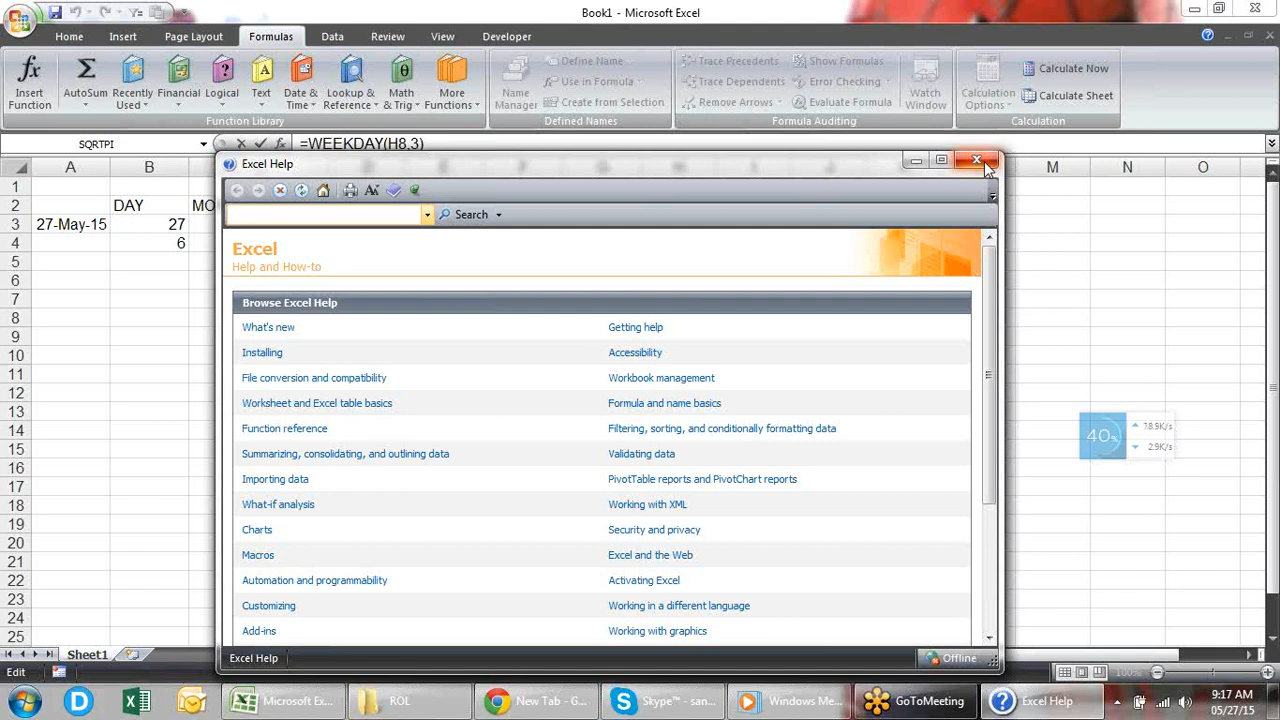 Book1 - Microsoft Excel
Home Insert Page Layout Formulas Data Review View Developer
Insert Function
AutoSum
Recently Used
Financial
Logical
Text
Date & Time
Lookup & Reference
Math & Trig
More Functions
Function Library
Name Manager
Define Name
Use in Formula
Create from Selection
Defined Names
Trace Precedents
Trace Dependents
Remove Arrows
Show Formulas
Error Checking
Evaluate Formula
Watch Window
Formula Auditing
Calculation Options
Calculate Now
Calculate Sheet
Calculation
SQRTPI =WEEKDAY(H8,3)
A B M N O
1
2 DAY MO
3 27-May-15 27
4 6
5
6
7
8
9
10
11
12
13
14
15
16
17
18
19
20
21
22
23
24
25
Excel Help
Search
Excel
Help and How-to
Browse Excel Help
What's new Getting help
Installing Accessibility
File conversion and compatibility Workbook management
Worksheet and Excel table basics Formula and name basics
Function reference Filtering, sorting, and conditionally formatting data
Summarizing, consolidating, and outlining data Validating data
Importing data PivotTable reports and PivotChart reports
What-if analysis Working with XML
Charts Security and privacy
Macros Excel and the Web
Automation and programmability Activating Excel
Customizing Working in a different language
Add-ins Working with graphics
Excel Help Offline
40%
78.9K/s
2.9K/s
Sheet1
Edit 100%
Microsoft Ex... ROL New Tab - G... Skype™ - san... Windows Me... GoToMeeting Excel Help
9:17 AM
05/27/15